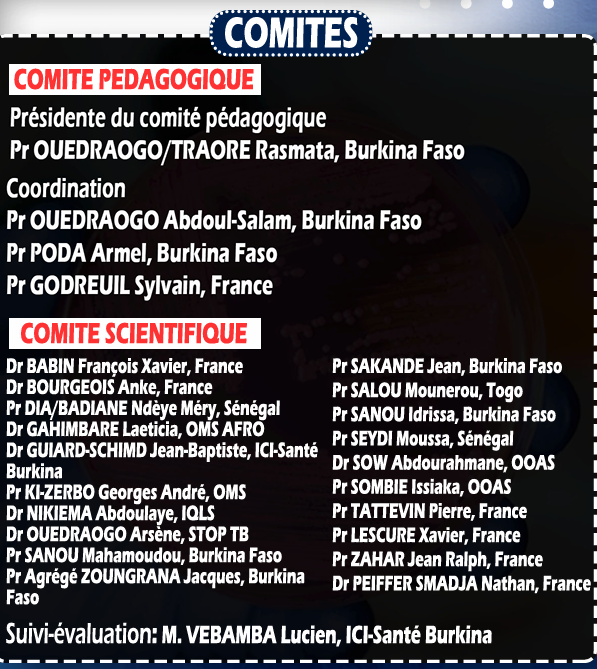 COMITES
COMITE PEDAGOGIQUE
Présidente du comité pédagogique
Pr OUEDRAOGO/TRAORE Rasmata, Burkina Faso
Coordination
Pr OUEDRAOGO Abdoul-Salam, Burkina Faso
Pr PODA Armel, Burkina Faso
Pr GODREUIL Sylvain, France
COMITE SCIENTIFIQUE
Dr BABIN François Xavier, France
Dr BOURGEOIS Anke, France
Pr DIA/BADIANE Ndèye Méry, Sénégal
Dr GAHIMBARE Laeticia, OMS AFRO
Dr GUIARD-SCHIMD Jean-Baptiste, ICI-Santé
Burkina
Pr KI-ZERBO Georges André, OMS
Dr NIKIEMA Abdoulaye, IQLS
Dr OUEDRAOGO Arsène, STOP TB
Pr SANOU Mahamoudou, Burkina Faso
Pr Agrégé ZOUNGRANA Jacques, Burkina
Faso
Pr SAKANDE Jean, Burkina Faso
Pr SALOU Mounerou, Togo
Pr SANOU Idrissa, Burkina Faso
Pr SEYDI Moussa, Sénégal
Dr SOW Abdourahmane, OOAS
Pr SOMBIE Issiaka, OOAS
Pr TATTEVIN Pierre, France
Pr LESCURE Xavier, France
Pr ZAHAR Jean Ralph, France
Dr PEIFFER SMADJA Nathan, France
Suivi-évaluation: M. VEBAMBA Lucien, ICI-Santé Burkina